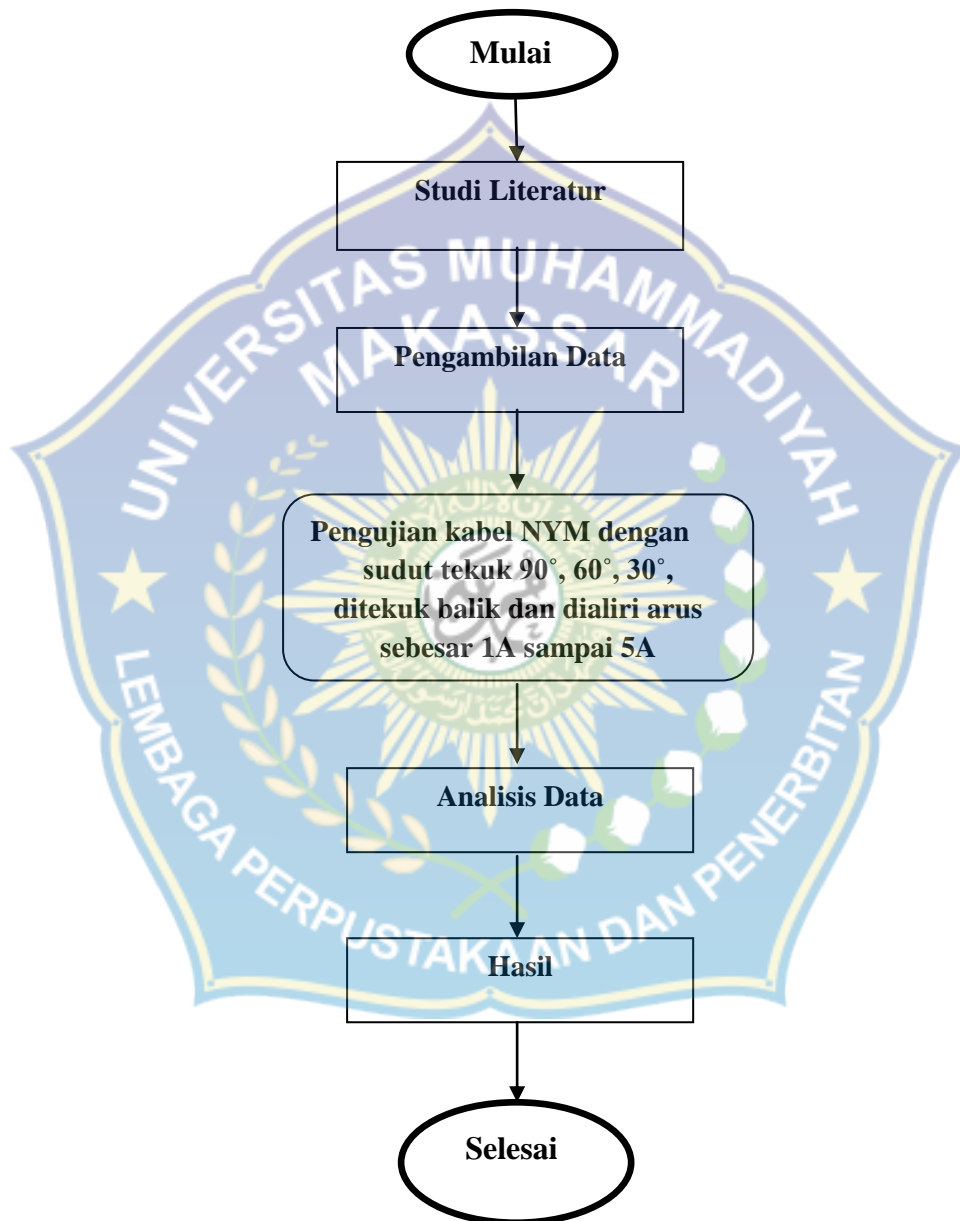 Mulai
Studi Literatur
UNIVERSITAS MUHAMMADIYAH
MAKASSAR
Pengambilan Data
Pengujian kabel NYM dengan
sudut tekuk 90˚, 60˚, 30˚,
ditekuk balik dan dialiri arus
sebesar 1A sampai 5A
Analisis Data
LEMBAGA PERPUSTAKAAN DAN PENERBITAN
Hasil
Selesai